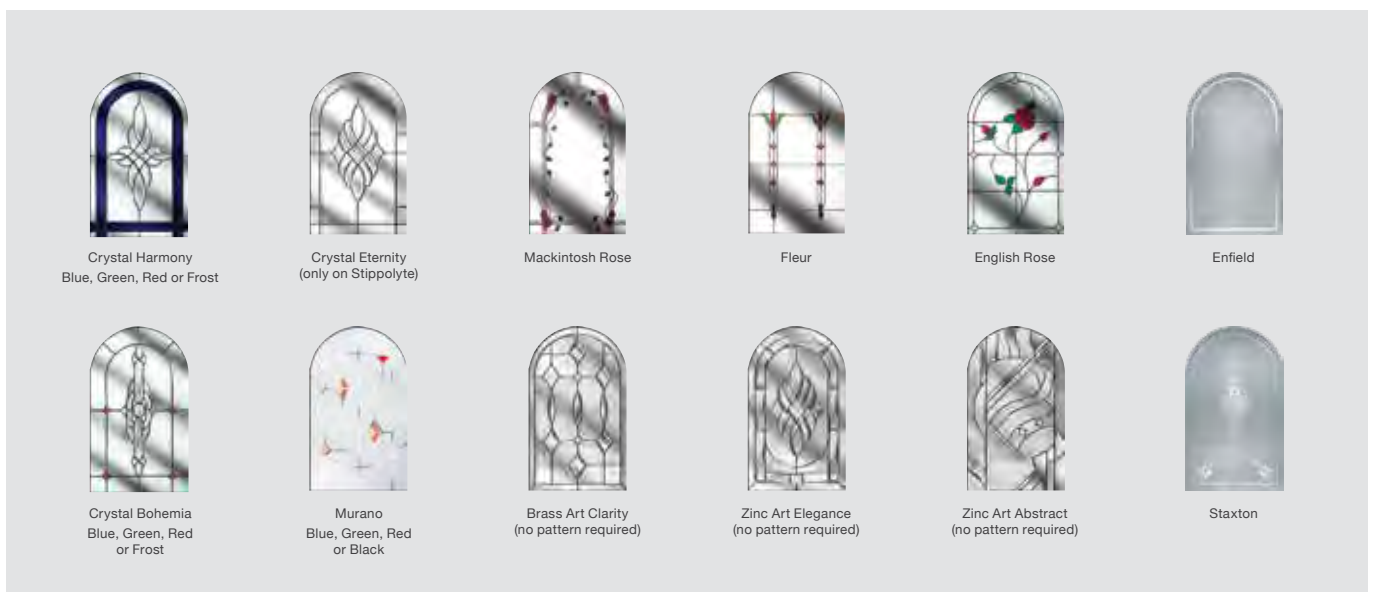 Crystal Harmony
Blue, Green, Red or Frost
Crystal Eternity
(only on Stippolyte)
Mackintosh Rose
Fleur
English Rose
Enfield
Crystal Bohemia
Blue, Green, Red
or Frost
Murano
Blue, Green, Red
or Black
Brass Art Clarity
(no pattern required)
Zinc Art Elegance
(no pattern required)
Zinc Art Abstract
(no pattern required)
Staxton